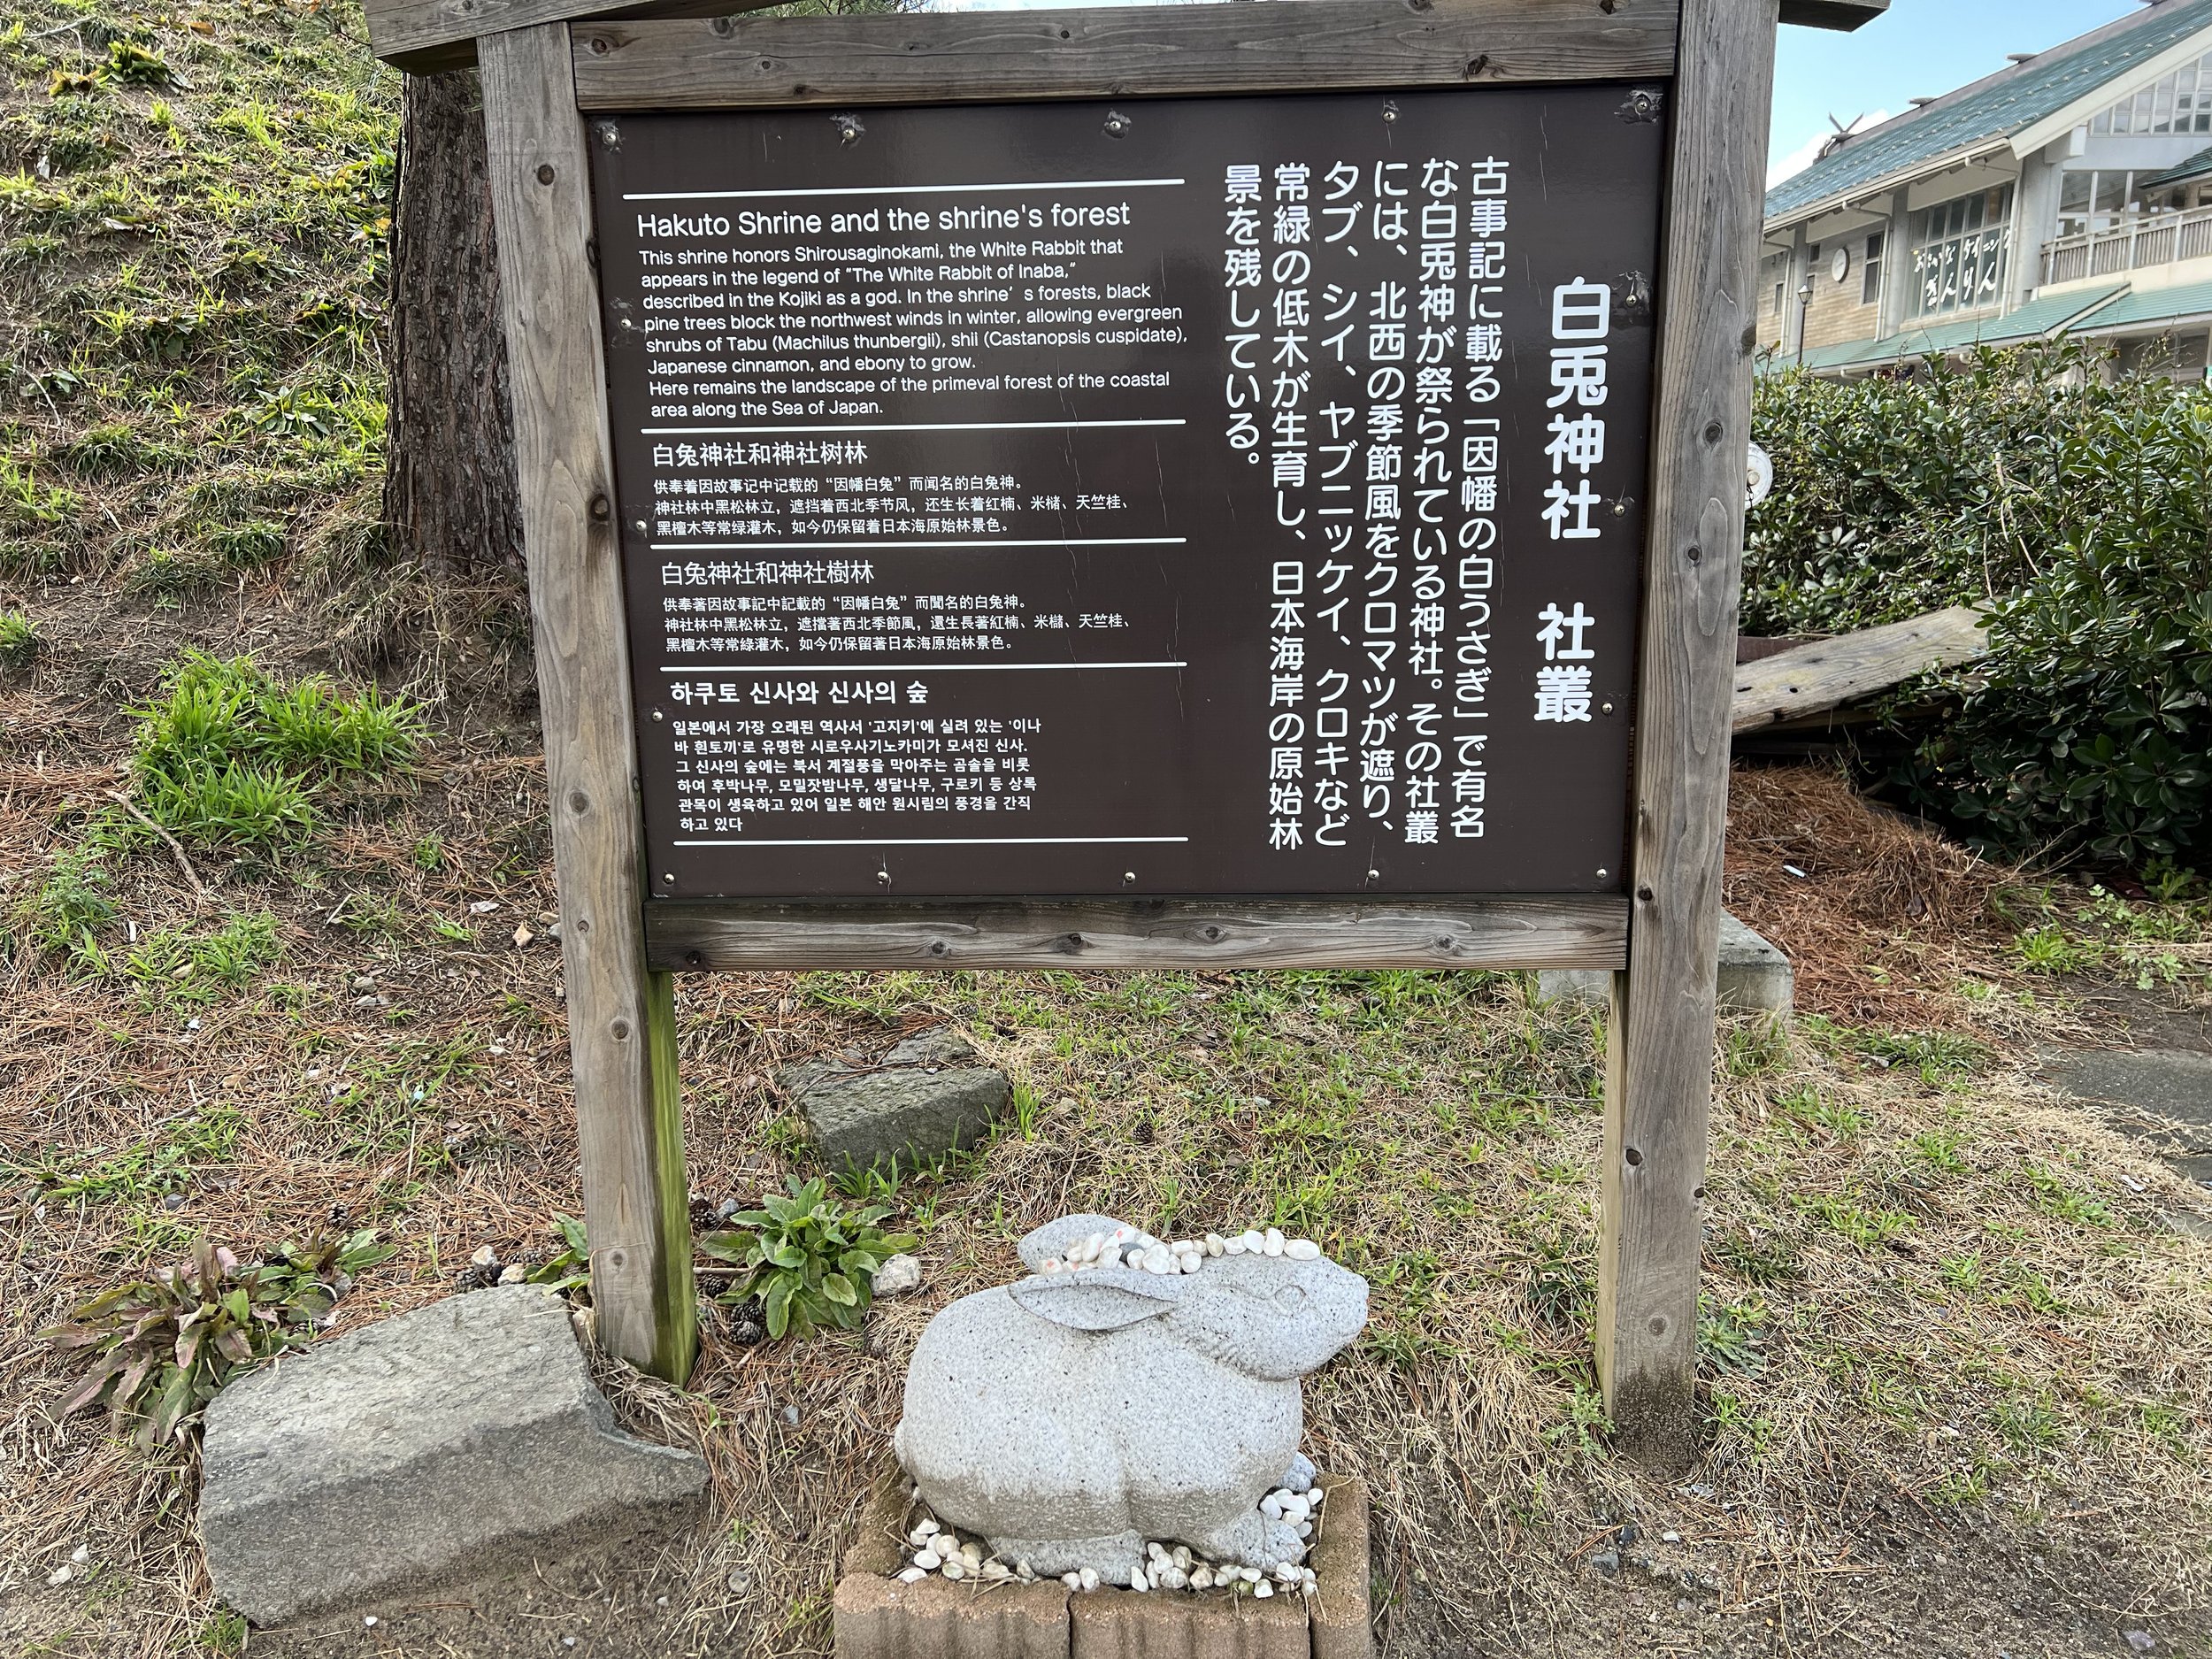 白兎神社　社叢
古事記に載る「因幡の白うさぎ」で有名
な白兎神が祭られている神社。その社叢
には、北西の季節風をクロマツが遮り、
タブ、シイ、ヤブニッケイ、クロキなど
常緑の低木が生育し、日本海岸の原始林
景を残している。
Hakuto Shrine and the shrine's forest
This shrine honors Shirousaginokami, the White Rabbit that
appears in the legend of “The White Rabbit of Inaba,”
described in the Kojiki as a god. In the shrine’s forests, black
pine trees block the northwest winds in winter, allowing evergreen
shrubs of Tabu (Machilus thunbergii), shii (Castanopsis cuspidate),
Japanese cinnamon, and ebony to grow.
Here remains the landscape of the primeval forest of the coastal
area along the Sea of Japan.
白兔神社和神社树林
供奉着因故事记中记载的“因幡白兔”而闻名的白兔神。
神社林中黑松林立，遮挡着西北季节风，还生长着红楠、米槠、天竺桂、
黑檀木等常绿灌木，如今仍保留着日本海原始林景色。
白兔神社和神社樹林
供奉著因故事記中記載的“因幡白兔”而聞名的白兔神。
神社林中黑松林立，遮擋著西北季節風，還生長著紅楠、米櫧、天竺桂、
黑檀木等常綠灌木，如今仍保留著日本海原始林景色。
하쿠토 신사와 신사의 숲
일본에서 가장 오래된 역사서 '고지키'에 실려 있는 '이나
바 흰토끼'로 유명한 시로우사기노카미가 모셔진 신사.
그 신사의 숲에는 북서 계절풍을 막아주는 곰솔을 비롯
하여 후박나무, 모밀잣밤나무, 생달나무, 구로키 등 상록
관목이 생육하고 있어 일본 해안 원시림의 풍경을 간직
하고 있다
おさかなダイニング
ぎんりん